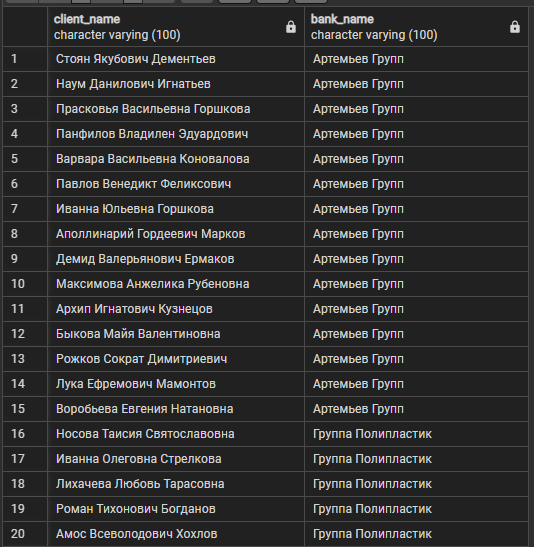 client_name bank_name
character varying (100) character varying (100)
1 Стоян Якубович Дементьев Артемьев Групп
2 Наум Данилович Игнатьев Артемьев Групп
3 Прасковья Васильевна Горшкова Артемьев Групп
4 Панфилов Владилен Эдуардович Артемьев Групп
5 Варвара Васильевна Коновалова Артемьев Групп
6 Павлов Венедикт Феликсович Артемьев Групп
7 Иванна Юльевна Горшкова Артемьев Групп
8 Аполлинарий Гордеевич Марков Артемьев Групп
9 Демид Валерьянович Ермаков Артемьев Групп
10 Максимова Анжелика Рубеновна Артемьев Групп
11 Архип Игнатович Кузнецов Артемьев Групп
12 Быкова Майя Валентиновна Артемьев Групп
13 Рожков Сократ Димитриевич Артемьев Групп
14 Лука Ефремович Мамонтов Артемьев Групп
15 Воробьева Евгения Натановна Артемьев Групп
16 Носова Таисия Святославовна Группа Полипластик
17 Иванна Олеговна Стрелкова Группа Полипластик
18 Лихачева Любовь Тарасовна Группа Полипластик
19 Роман Тихонович Богданов Группа Полипластик
20 Амос Всеволодович Хохлов Группа Полипластик